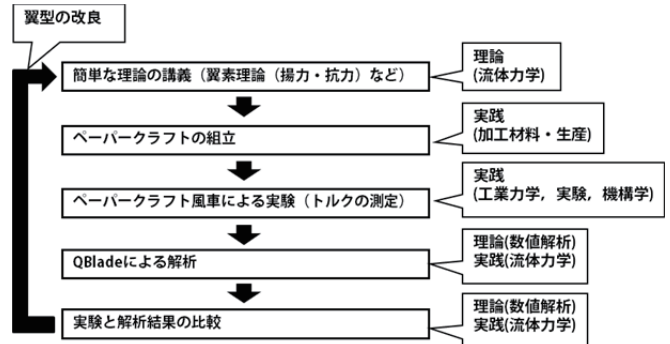 翼型の改良
簡単な理論の講義（翼素理論（揚力・抗力）など）
理論
(流体力学)
ペーパークラフトの組立
実践
(加工材料・生産)
ペーパークラフト風車による実験（トルクの測定）
実践
(工業力学，実験，機構学)
QBladeによる解析
理論(数値解析)
実践(流体力学)
実験と解析結果の比較
理論(数値解析)
実践(流体力学)